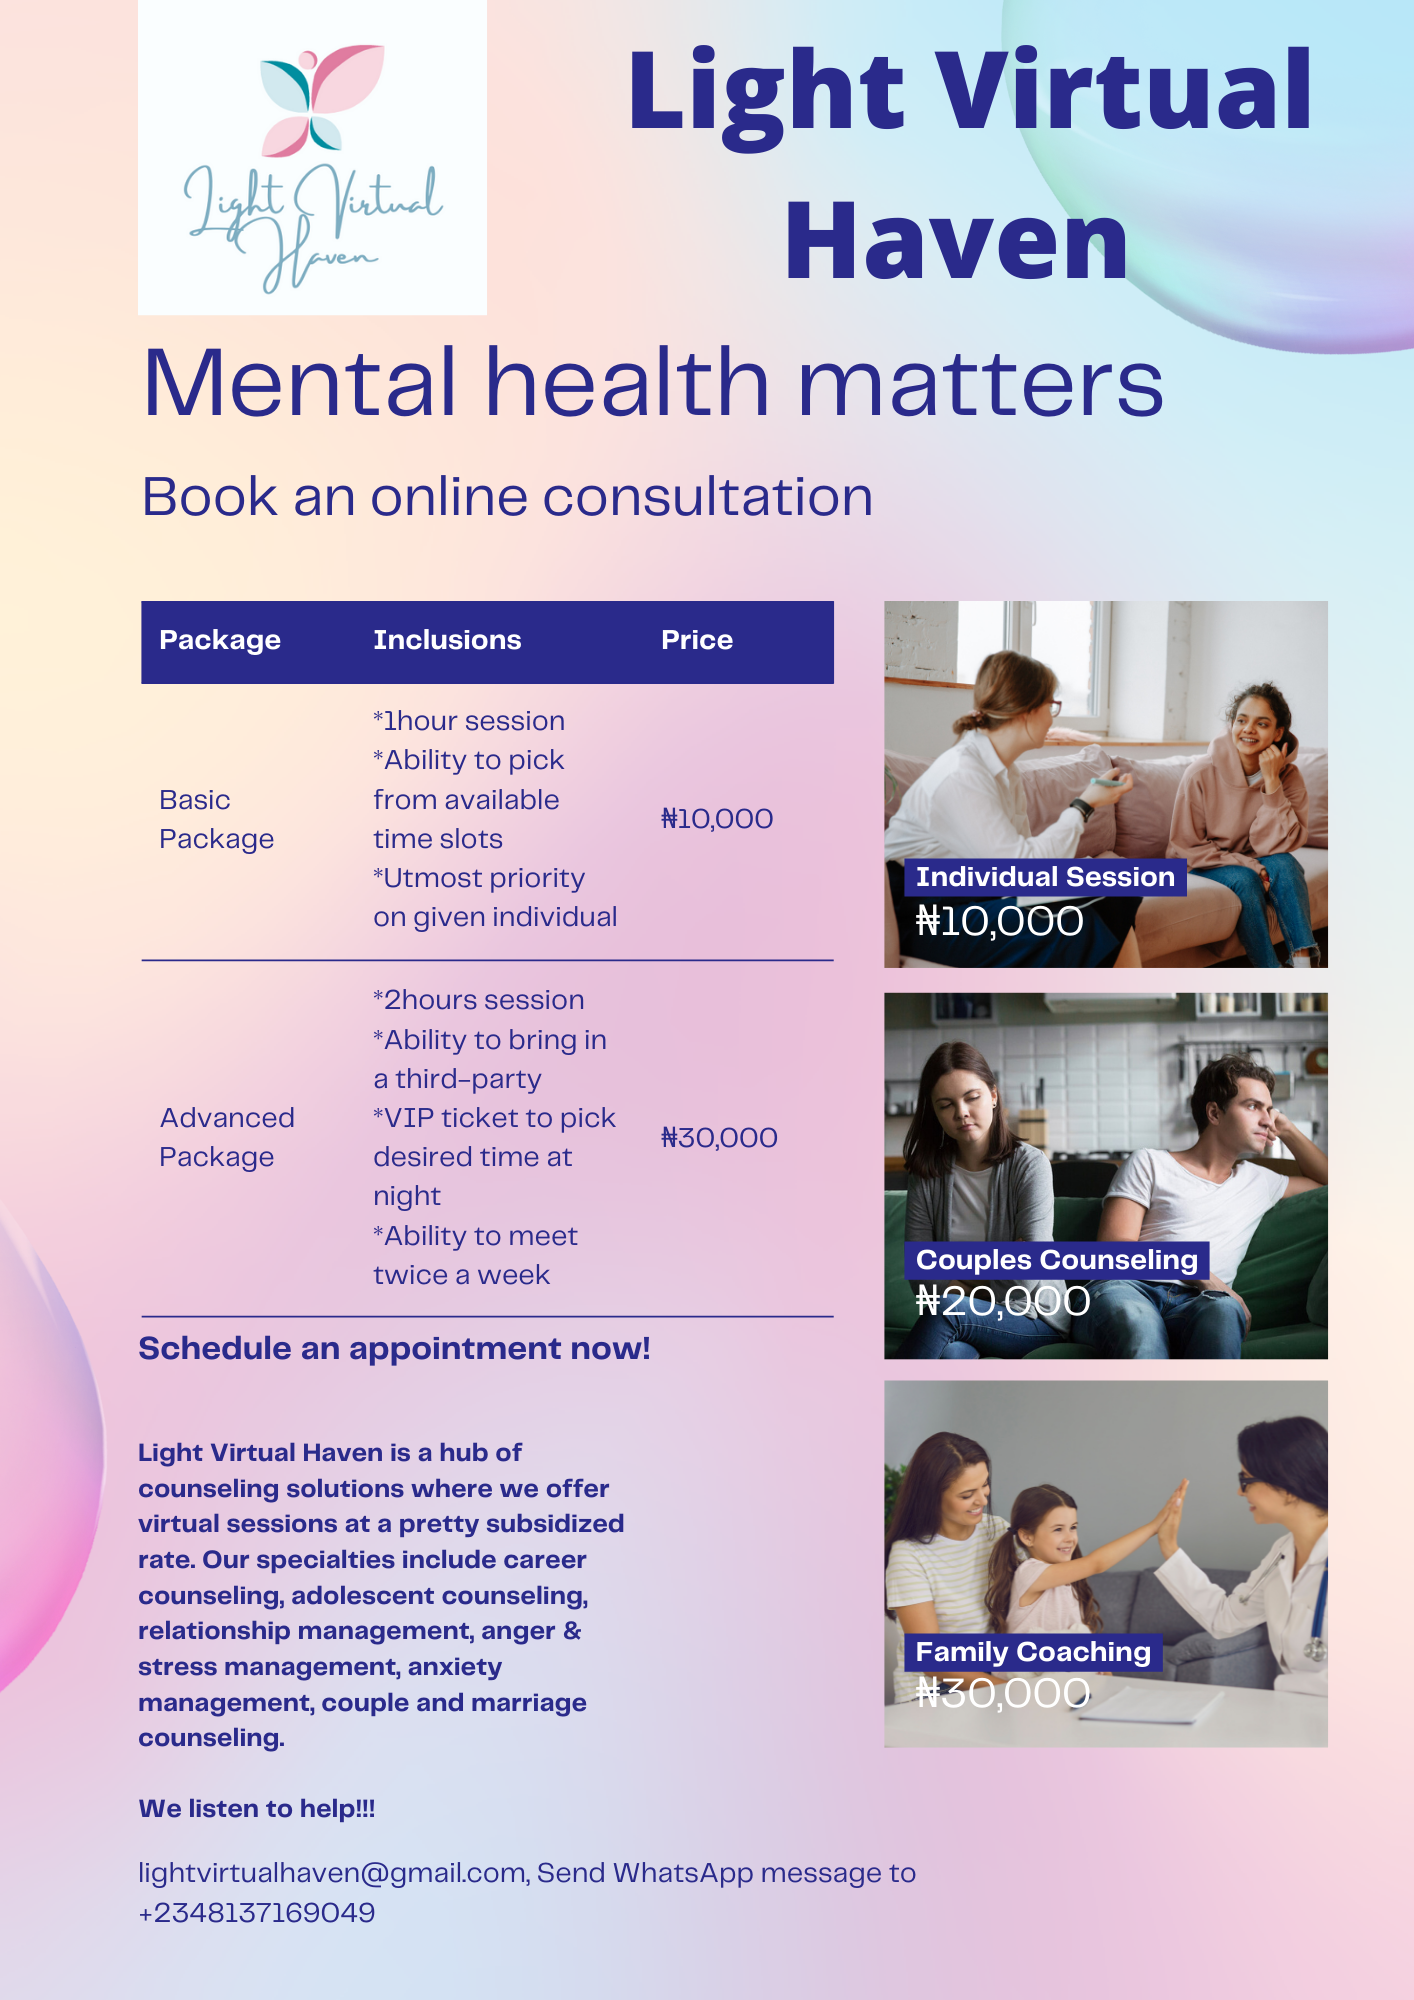 Light Virtual
Haven
Light Virtual
Haven
Mental health matters
Book an online consultation
Package Inclusions Price
*1hour session
*Ability to pick
from available
time slots
*Utmost priority
on given individual
Basic
Package
₦10,000
*2hours session
*Ability to bring in
a third-party
*VIP ticket to pick
desired time at
night
*Ability to meet
twice a week
Advanced
Package
₦30,000
Individual Session
₦10,000
Couples Counseling
₦20,000
Family Coaching
₦30,000
Schedule an appointment now!
Light Virtual Haven is a hub of
counseling solutions where we offer
virtual sessions at a pretty subsidized
rate. Our specialties include career
counseling, adolescent counseling,
relationship management, anger &
stress management, anxiety
management, couple and marriage
counseling.
We listen to help!!!
lightvirtualhaven@gmail.com, Send WhatsApp message to
+2348137169049